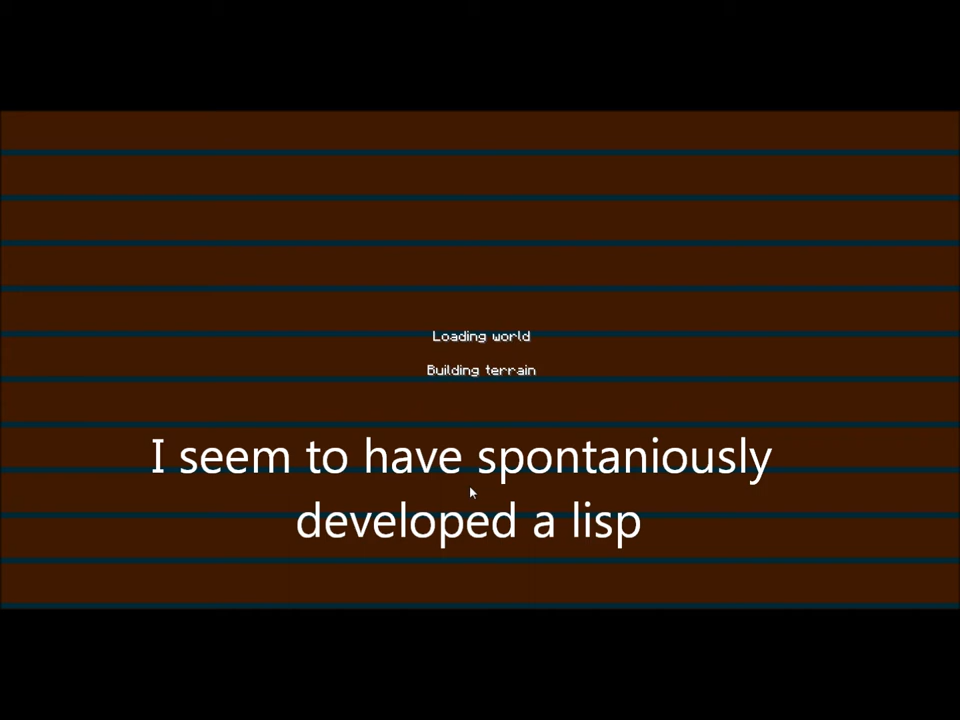 Loading world
Building terrain
I seem to have spontaniously
developed a lisp